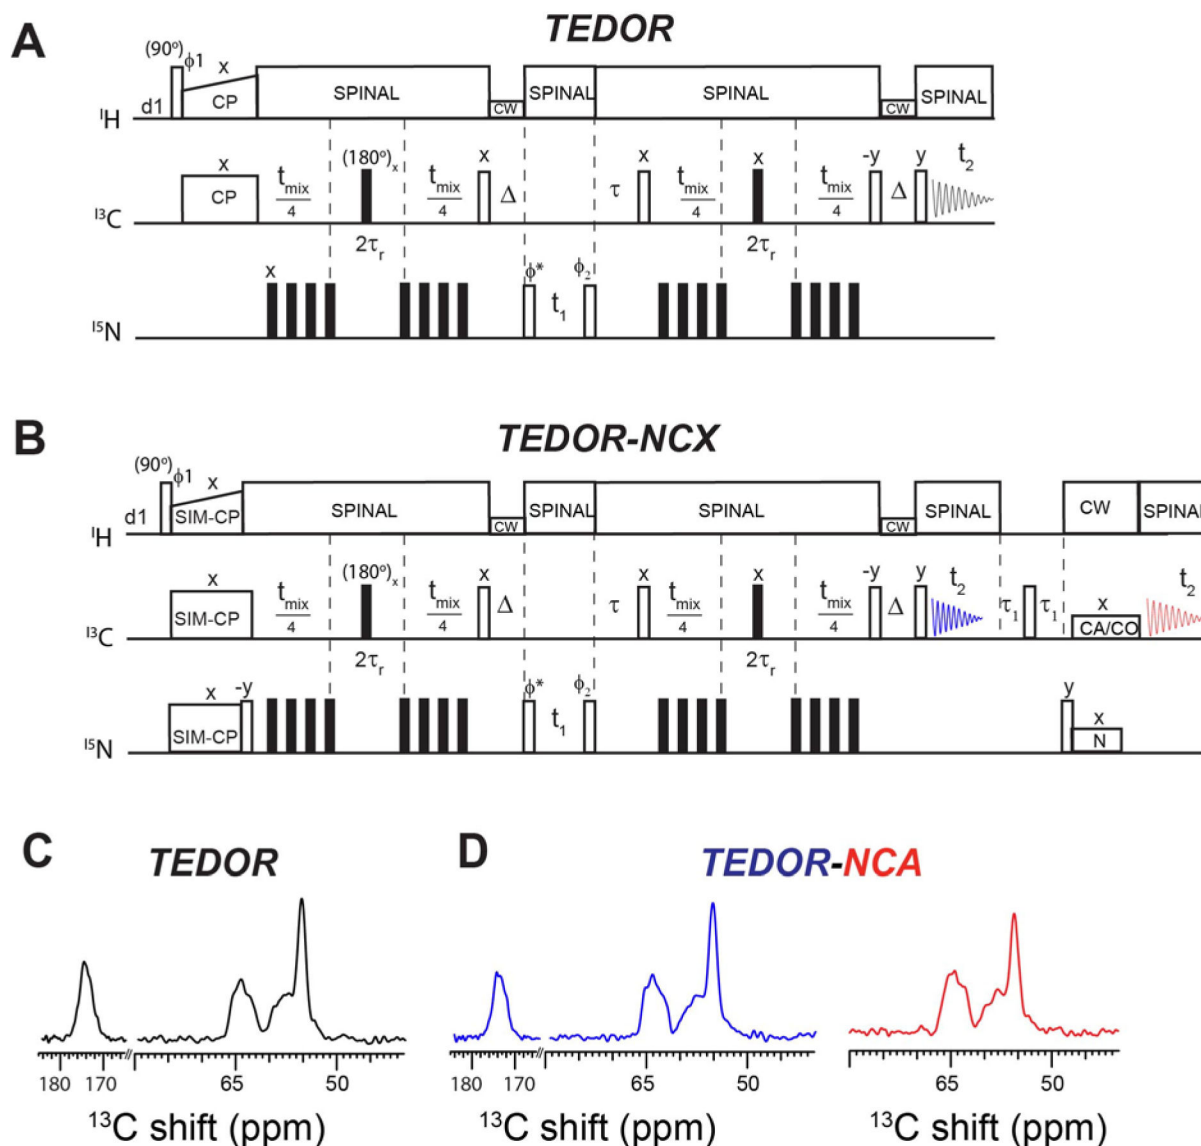 A
TEDOR
(90º) ϕ1 x
d1 CP SPINAL CW SPINAL SPINAL CW SPINAL
¹H
x (180º)x x x x -y y t2
CP tmix/4 tmix/4 Δ τ tmix/4 tmix/4 Δ
¹³C
2τr 2τr
x ϕ* ϕ2
t1
¹⁵N
B
TEDOR-NCX
(90º) ϕ1 x
d1 SIM-CP SPINAL CW SPINAL SPINAL CW SPINAL CW SPINAL
¹H
x (180º)x x x x -y y t2 y x t2
SIM-CP tmix/4 tmix/4 Δ τ tmix/4 tmix/4 Δ τ1 τ1 CA/CO
¹³C
2τr 2τr
x -y ϕ* ϕ2 y x
SIM-CP t1 N
¹⁵N
C
TEDOR
180 170 65 50
¹³C shift (ppm)
D
TEDOR-NCA
180 170 65 50
¹³C shift (ppm)
65 50
¹³C shift (ppm)